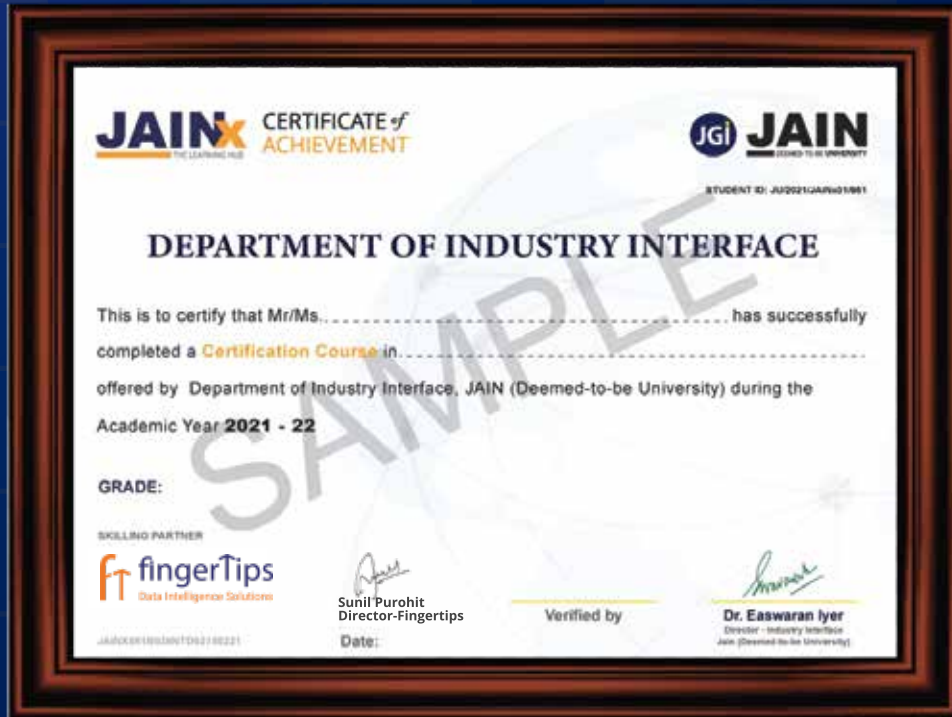 JAINx
THE LEARNING HUB
CERTIFICATE of
ACHIEVEMENT
JGi JAIN
DEEMED-TO-BE UNIVERSITY
STUDENT ID:
DEPARTMENT OF INDUSTRY INTERFACE
This is to certify that Mr/Ms. has successfully
completed a Certification Course in
offered by Department of Industry Interface, JAIN (Deemed-to-be University) during the
Academic Year 2021 - 22
SAMPLE
GRADE:
SKILLING PARTNER
fT fingerTips
Data Intelligence Solutions
Sunil Purohit
Director-Fingertips
Date:
Verified by
Dr. Easwaran Iyer
Director - Industry Interface
Jain (Deemed-to-be University)